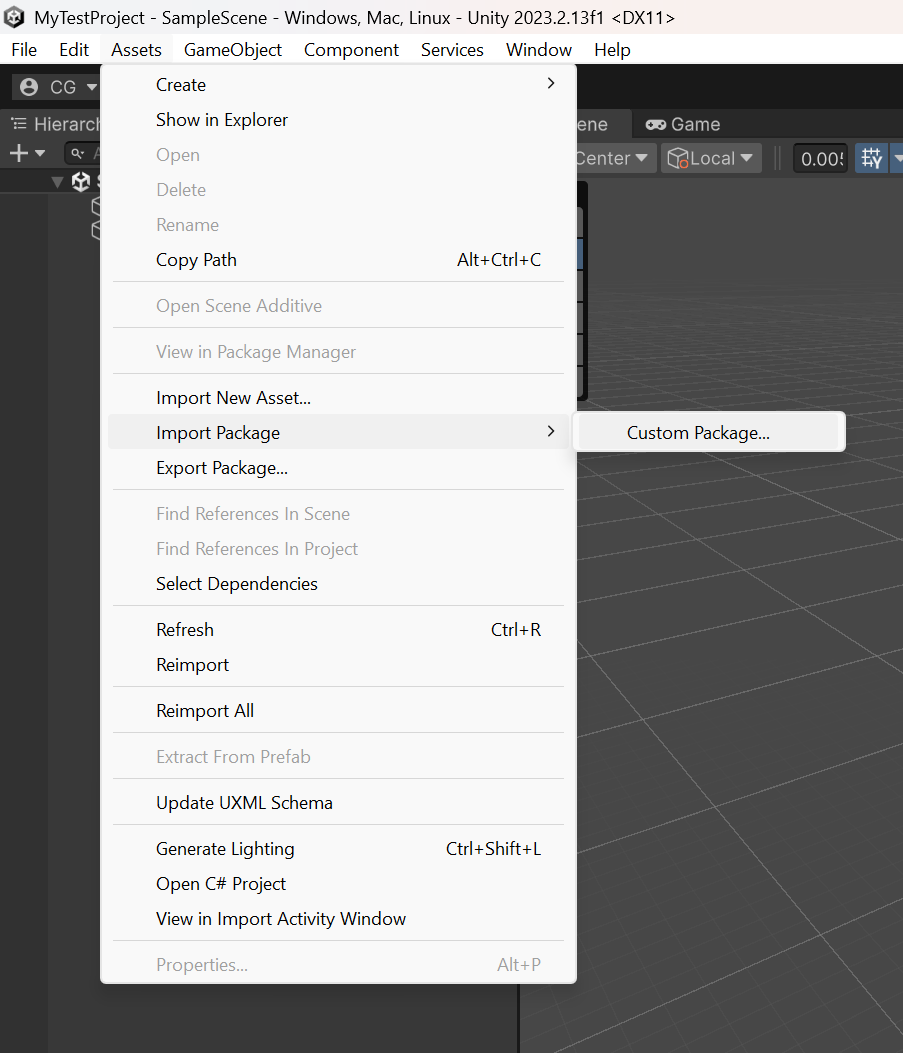 MyTestProject - SampleScene - Windows, Mac, Linux - Unity 2023.2.13f1 <DX11>
File Edit Assets GameObject Component Services Window Help
CG
Create
Show in Explorer
Hierarch
ene
Game
Open
Center
Local
0.005
Delete
Rename
Copy Path Alt+Ctrl+C
Open Scene Additive
View in Package Manager
Import New Asset...
Import Package
Custom Package...
Export Package...
Find References In Scene
Find References In Project
Select Dependencies
Refresh Ctrl+R
Reimport
Reimport All
Extract From Prefab
Update UXML Schema
Generate Lighting Ctrl+Shift+L
Open C# Project
View in Import Activity Window
Properties... Alt+P